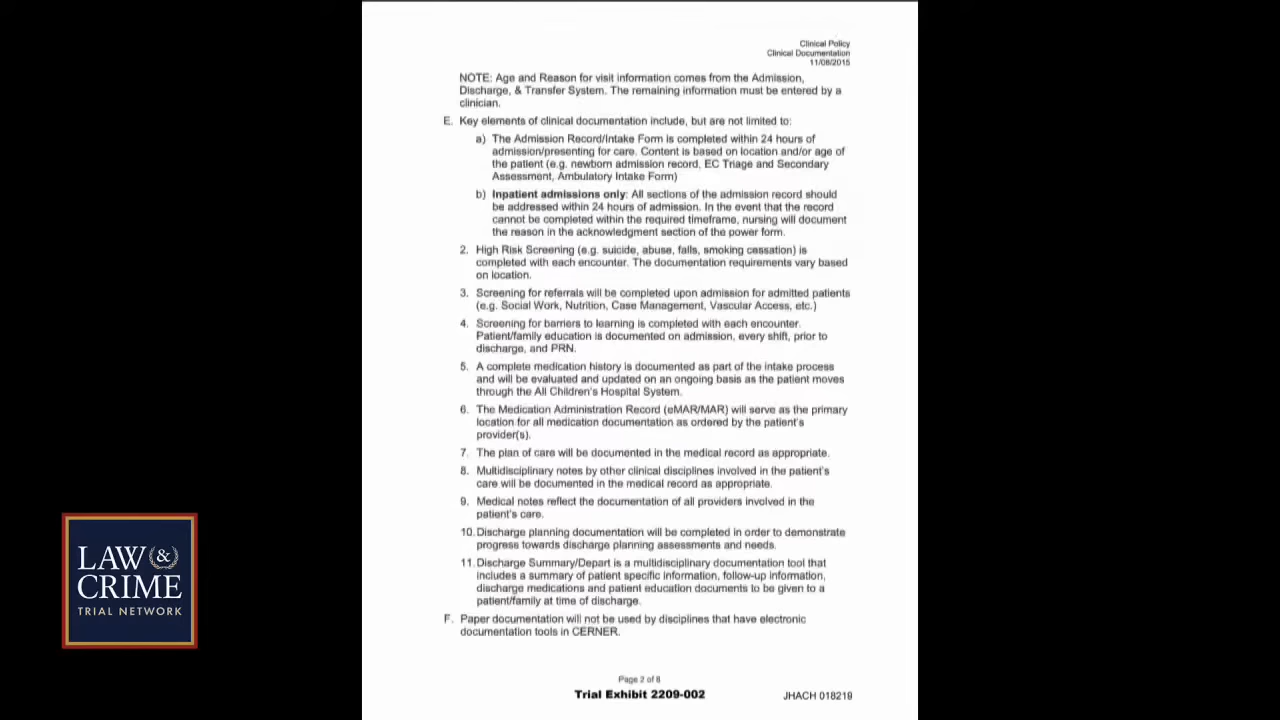 Clinical Policy
Clinical Documentation
11/06/2015
NOTE: Age and Reason for visit information comes from the Admission,
Discharge, & Transfer System. The remaining information must be entered by a
clinician.
E. Key elements of clinical documentation include, but are not limited to:
a) The Admission Record/Intake Form is completed within 24 hours of
admission/presenting for care. Content is based on location and/or age of
the patient (e.g. newborn admission record, EC Triage and Secondary
Assessment, Ambulatory Intake Form)
b) Inpatient admissions only: All sections of the admission record should
be addressed within 24 hours of admission. In the event that the record
cannot be completed within the required timeframe, nursing will document
the reason in the acknowledgment section of the power form.
2. High Risk Screening (e.g. suicide, abuse, falls, smoking cessation) is
completed with each encounter. The documentation requirements vary based
on location.
3. Screening for referrals will be completed upon admission for admitted patients
(e.g. Social Work, Nutrition, Case Management, Vascular Access, etc.)
4. Screening for barriers to learning is completed with each encounter.
Patient/family education is documented on admission, every shift, prior to
discharge, and PRN.
5. A complete medication history is documented as part of the intake process
and will be evaluated and updated on an ongoing basis as the patient moves
through the All Children's Hospital System.
6. The Medication Administration Record (eMAR/MAR) will serve as the primary
location for all medication documentation as ordered by the patient's
provider(s).
7. The plan of care will be documented in the medical record as appropriate.
8. Multidisciplinary notes by other clinical disciplines involved in the patient's
care will be documented in the medical record as appropriate.
9. Medical notes reflect the documentation of all providers involved in the
patient's care.
10. Discharge planning documentation will be completed in order to demonstrate
progress towards discharge planning assessments and needs.
11. Discharge Summary/Depart is a multidisciplinary documentation tool that
includes a summary of patient specific information, follow-up information,
discharge medications and patient education documents to be given to a
patient/family at time of discharge.
F. Paper documentation will not be used by disciplines that have electronic
documentation tools in CERNER.
Page 2 of 8
Trial Exhibit 2209-002
JHACH 018219
LAW &
CRIME
TRIAL NETWORK